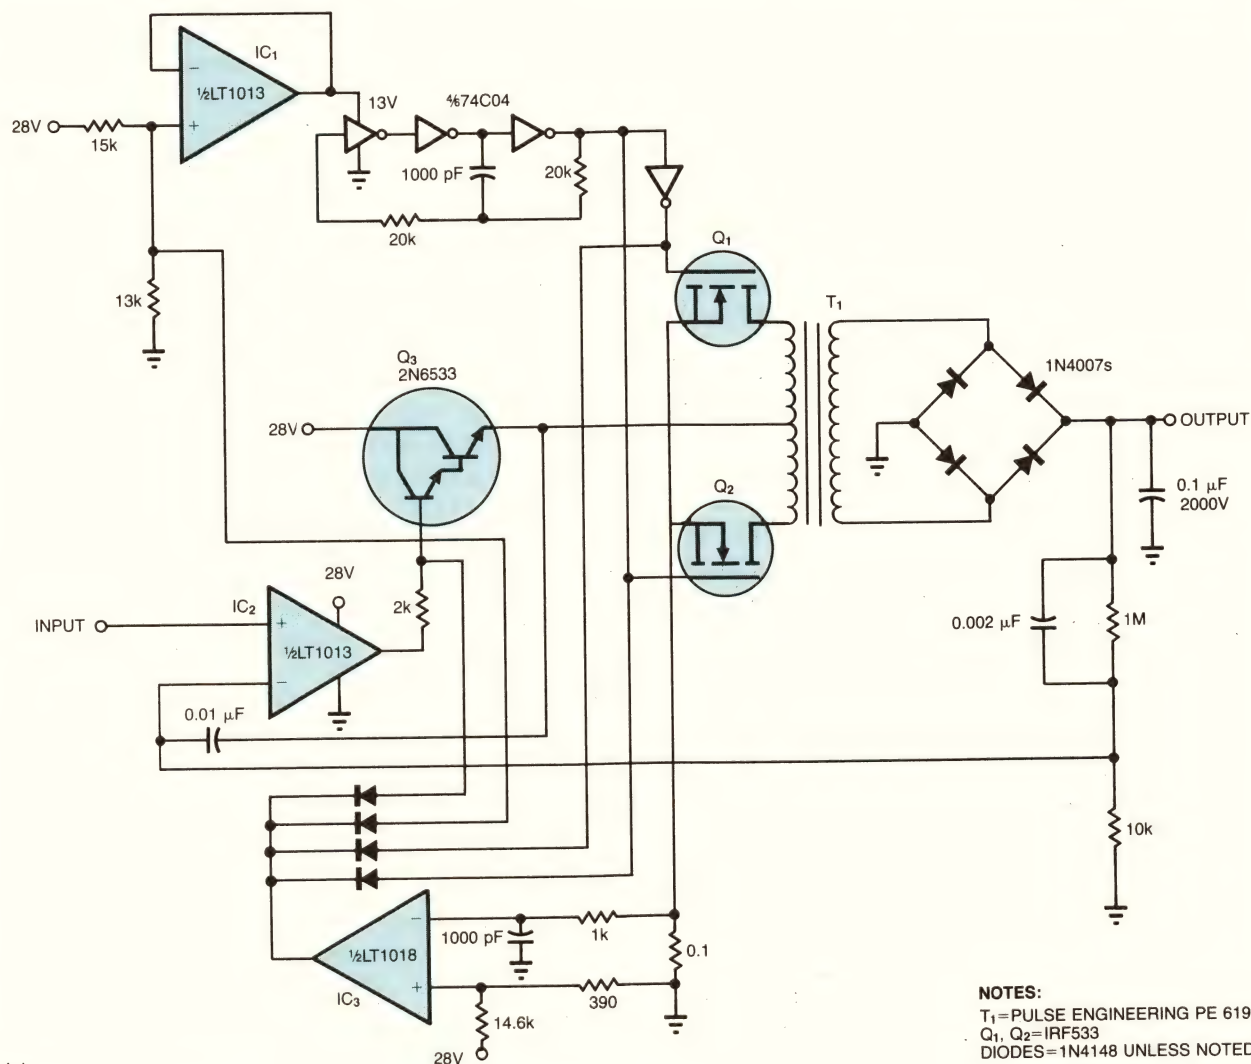 IC1
½LT1013
13V
⁴⁄₆74C04
28V
15k
1000 pF
20k
20k
13k
Q1
T1
1N4007s
Q3
2N6533
28V
OUTPUT
0.1 µF
2000V
Q2
28V
IC2
2k
INPUT
½LT1013
0.002 µF
1M
0.01 µF
10k
1000 pF
1k
0.1
½LT1018
IC3
390
14.6k
28V
NOTES:
T1=PULSE ENGINEERING PE 619
Q1, Q2=IRF533
DIODES=1N4148 UNLESS NOTED